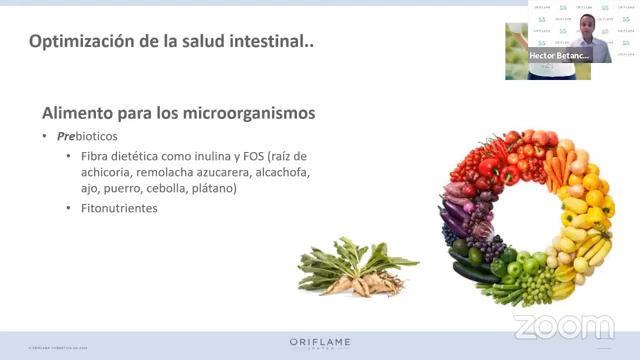 Optimización de la salud intestinal..
Hector Betanc...
Alimento para los microorganismos
• Prebioticos
• Fibra dietética como inulina y FOS (raíz de
achicoria, remolacha azucarera, alcachofa,
ajo, puerro, cebolla, plátano)
• Fitonutrientes
ORIFLAME
SWEDEN
zoom